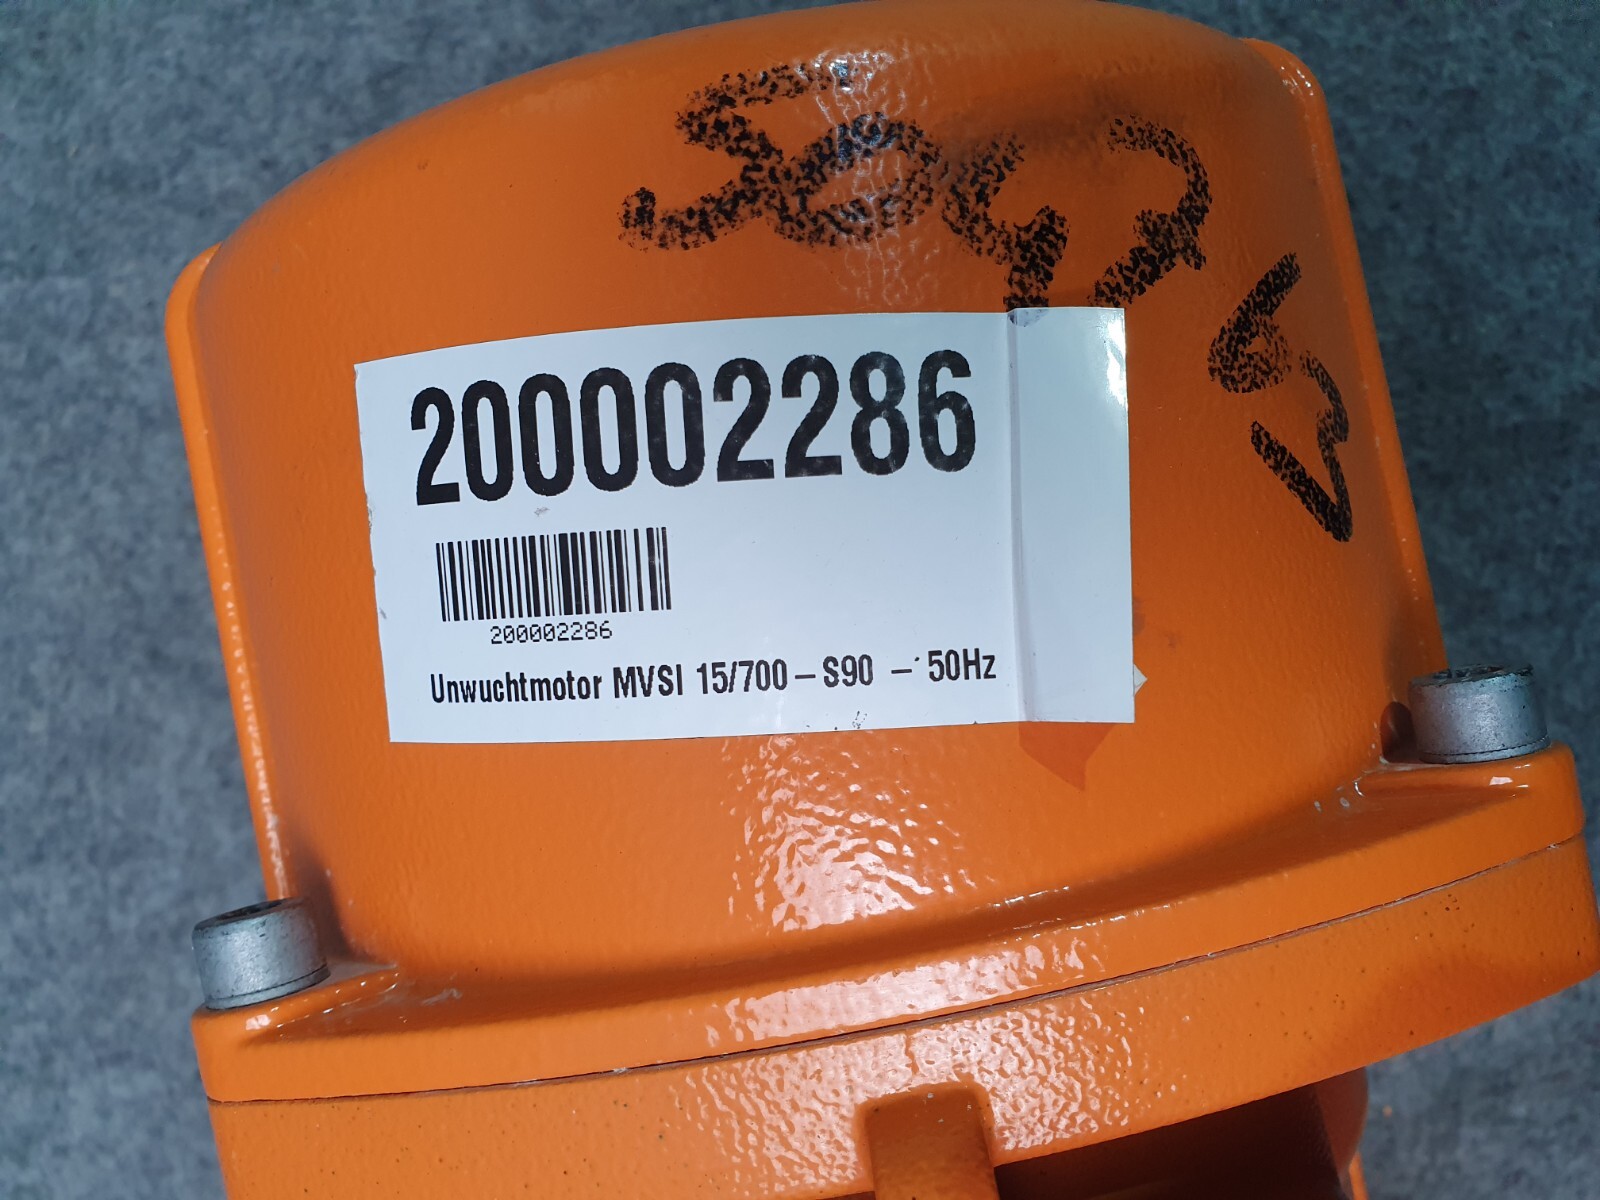 200002286
200002286
Unwuchtmotor MVSI 15/700 – S90 – 50Hz